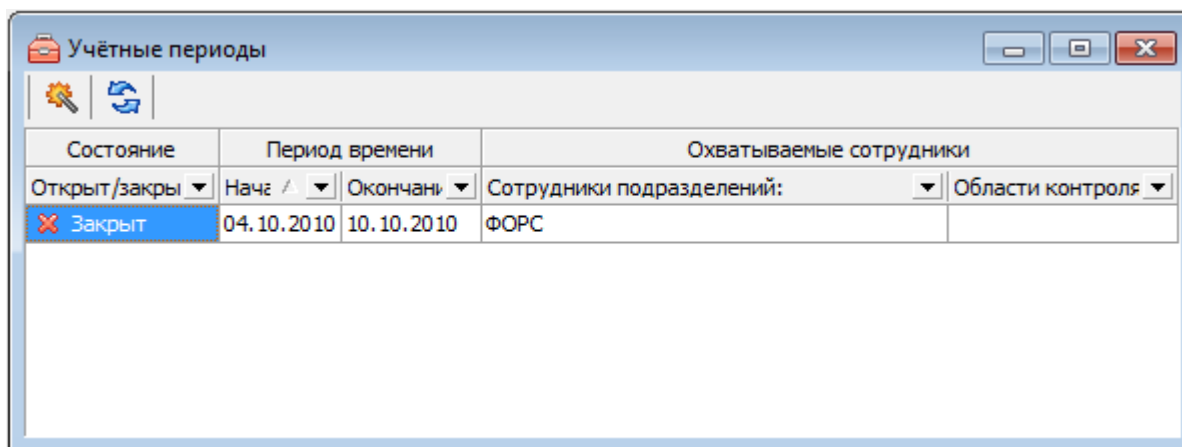 Учётные периоды
Состояние Период времени Охватываемые сотрудники
Открыт/закры Нача Окончани Сотрудники подразделений: Области контроля
Закрыт 04.10.2010 10.10.2010 ФОРС